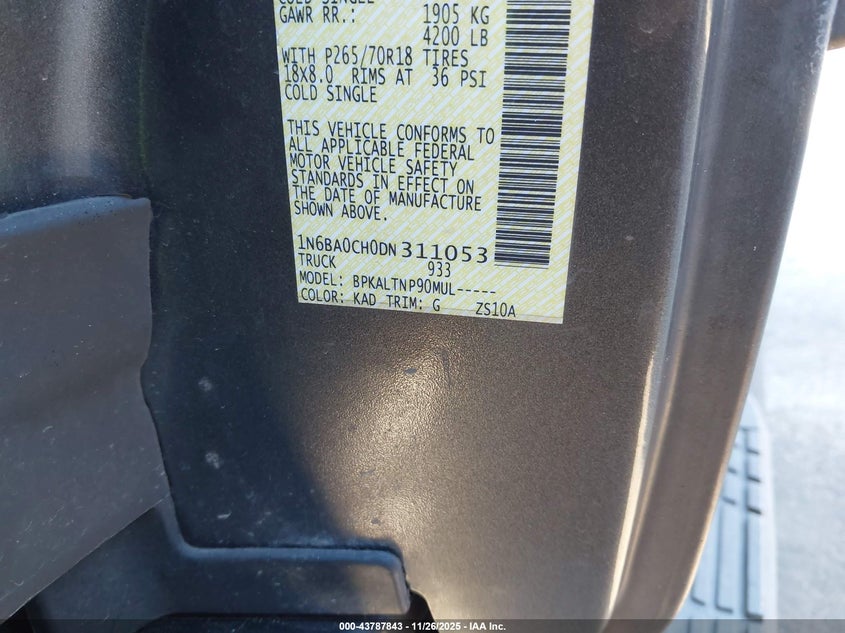 COLD SINGLE
GAWR RR.: 1905 KG
4200 LB
WITH P265/70R18 TIRES
18X8.0 RIMS AT 36 PSI
COLD SINGLE
THIS VEHICLE CONFORMS TO
ALL APPLICABLE FEDERAL
MOTOR VEHICLE SAFETY
STANDARDS IN EFFECT ON
THE DATE OF MANUFACTURE
SHOWN ABOVE.
1N6BA0CH0DN311053
TRUCK 933
MODEL: BPKALTNP90MUL-----
COLOR: KAD TRIM: G ZS10A
000-43787843 - 11/26/2025 - © IAA Inc.